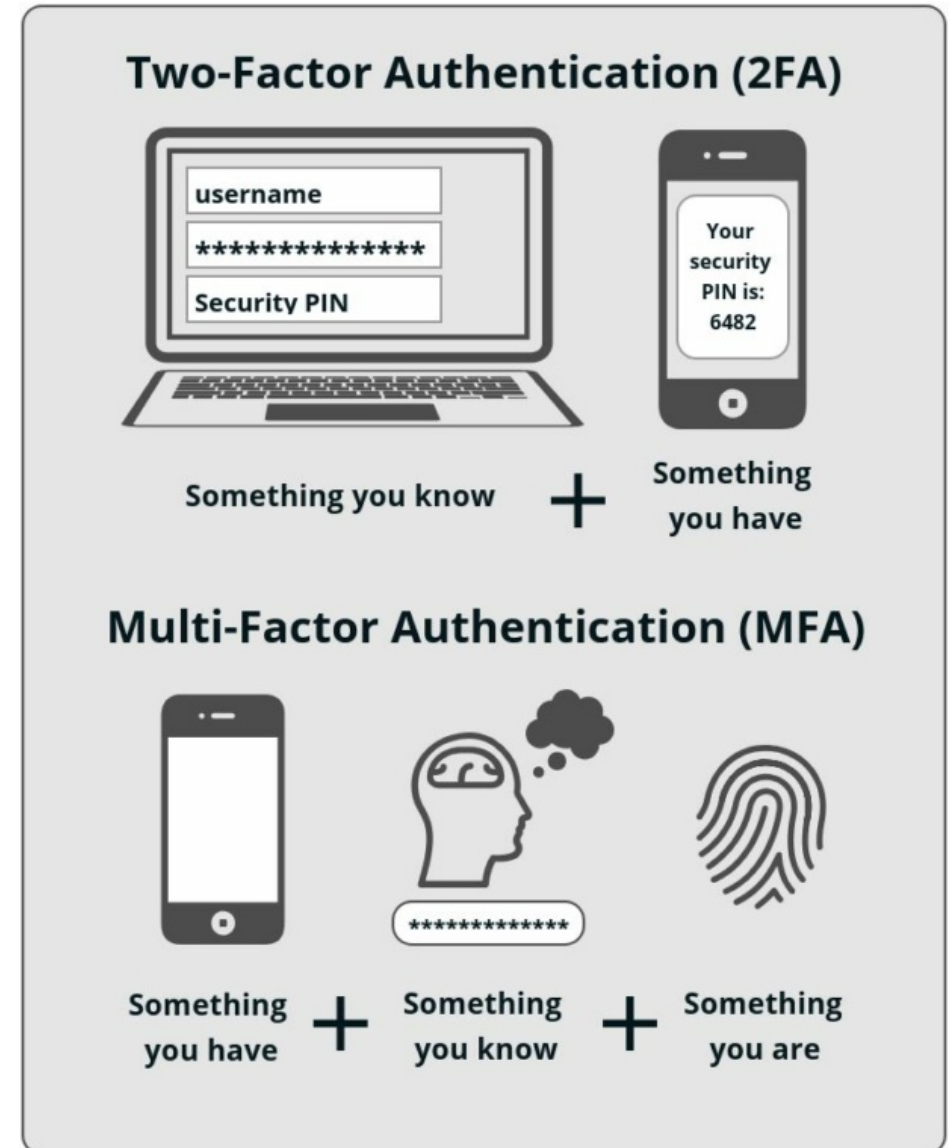 Two-Factor Authentication (2FA)
username
**************
Security PIN
Your
security
PIN is:
6482
Something you know
+
Something
you have
Multi-Factor Authentication (MFA)
*************
Something
you have
+
Something
you know
+
Something
you are